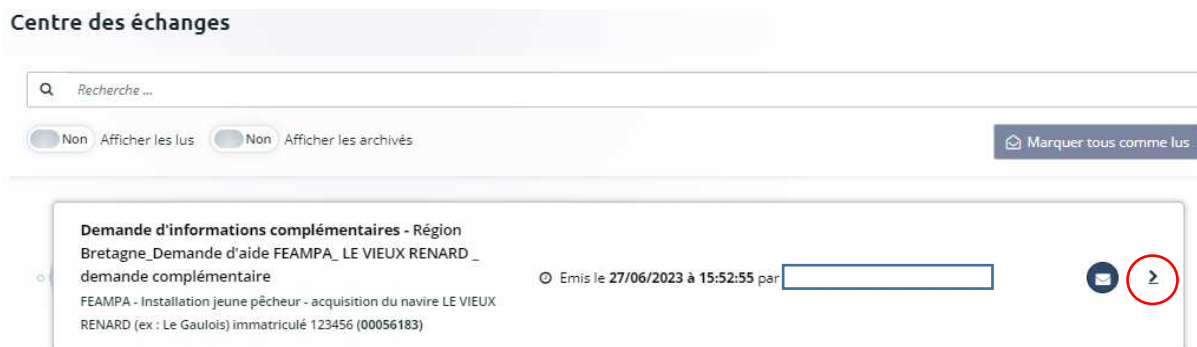 Centre des échanges
Recherche ...
Non Afficher les lus Non Afficher les archivés
Marquer tous comme lus
Demande d'informations complémentaires - Région
Bretagne_Demande d'aide FEAMPA_ LE VIEUX RENARD _
demande complémentaire
FEAMPA - Installation jeune pêcheur - acquisition du navire LE VIEUX
RENARD (ex : Le Gaulois) immatriculé 123456 (00056183)
Emis le 27/06/2023 à 15:52:55 par